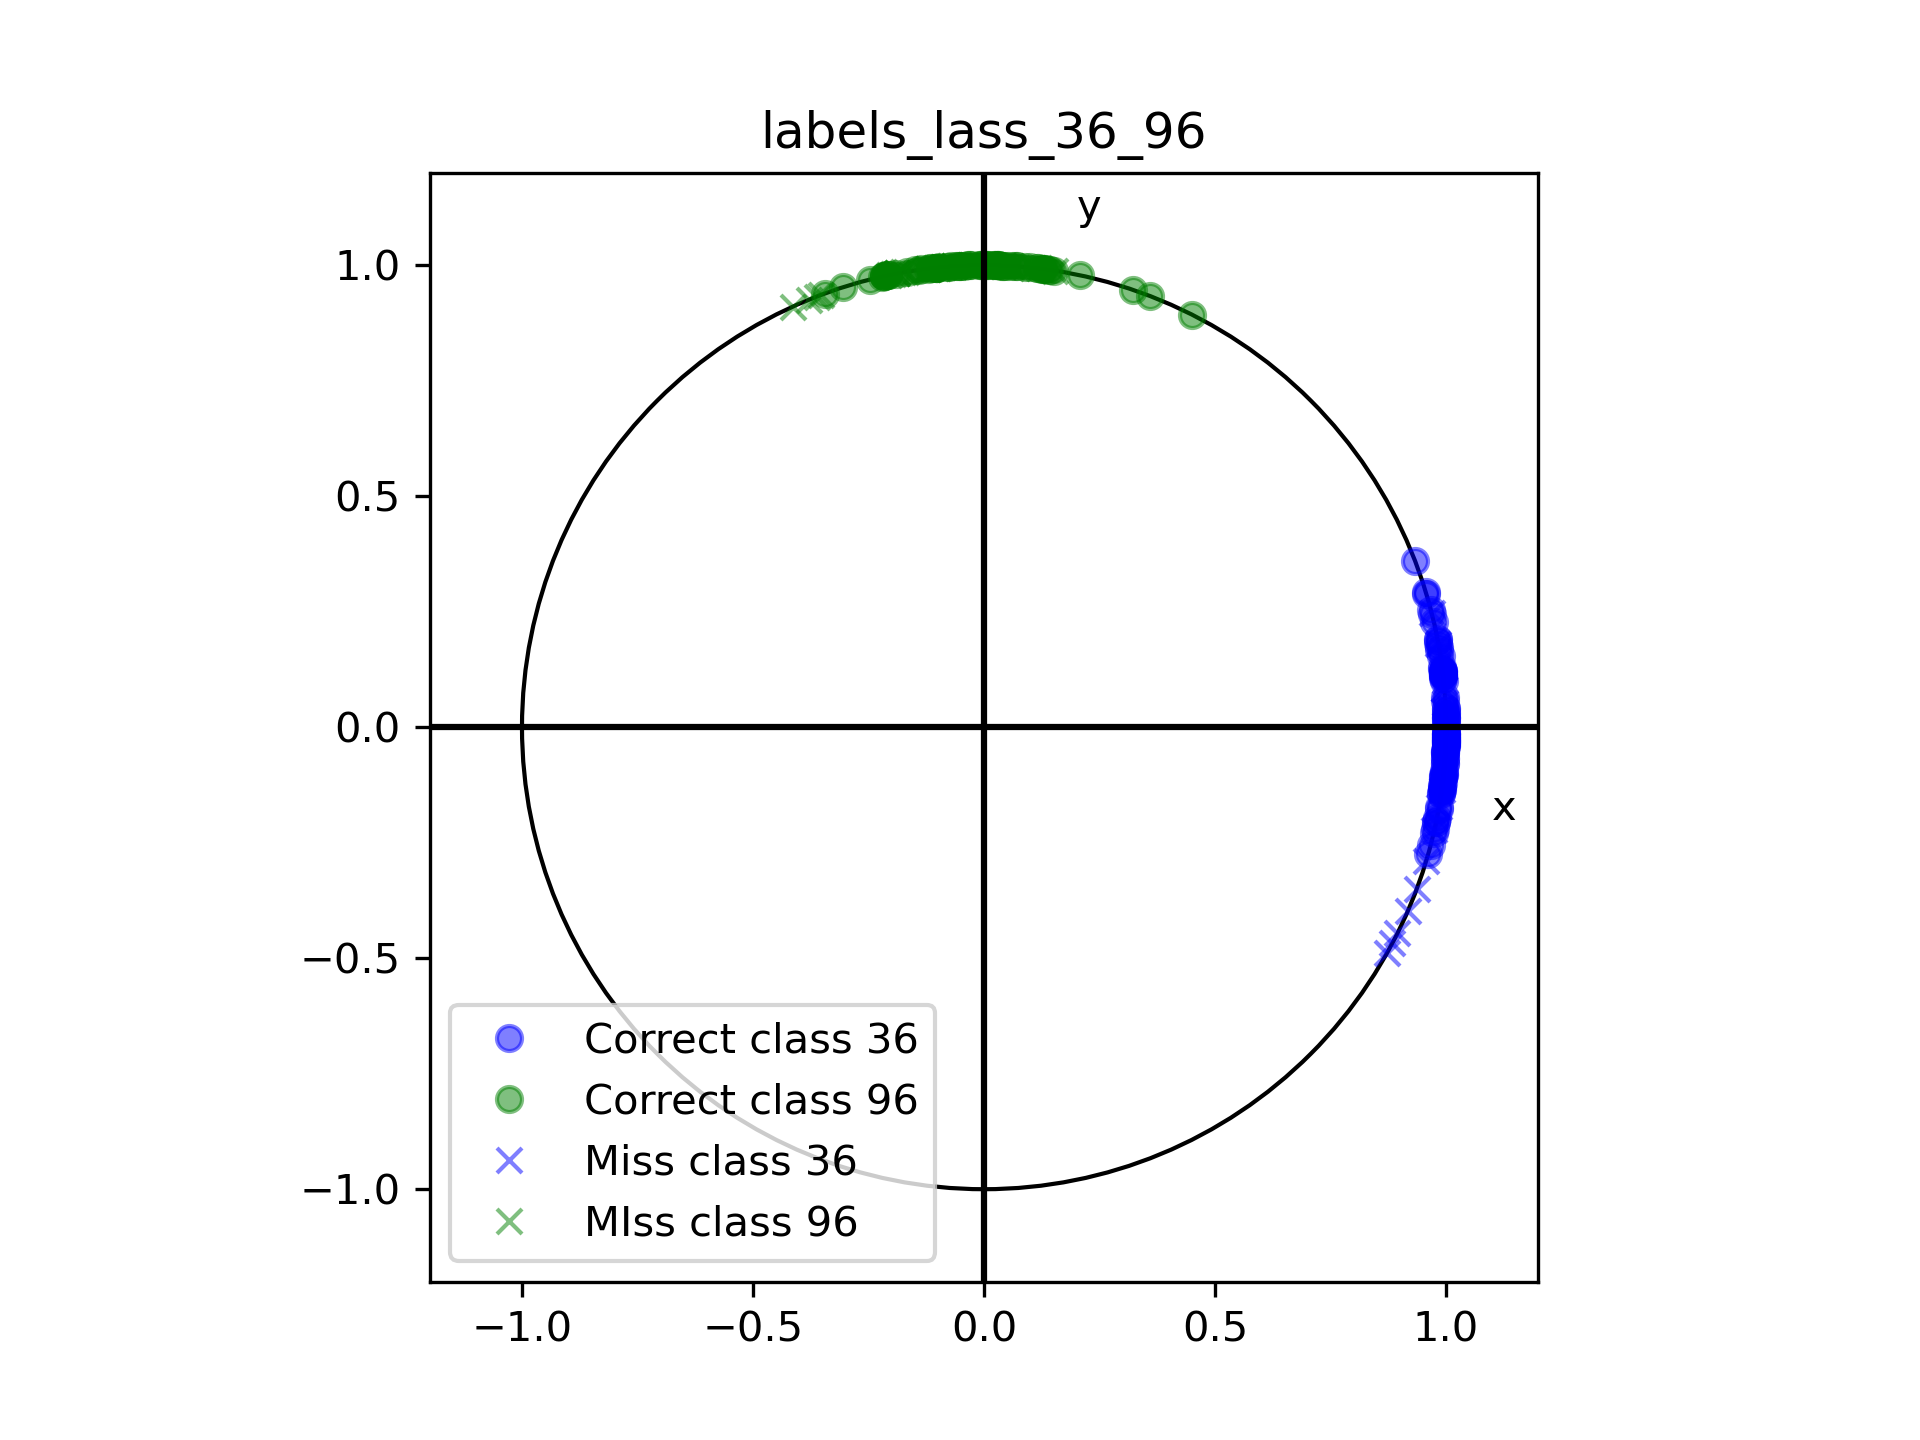 labels_lass_36_96
y
1.0
0.5
0.0
x
−0.5
Correct class 36
Correct class 96
Miss class 36
−1.0
MIss class 96
−1.0 −0.5 0.0 0.5 1.0